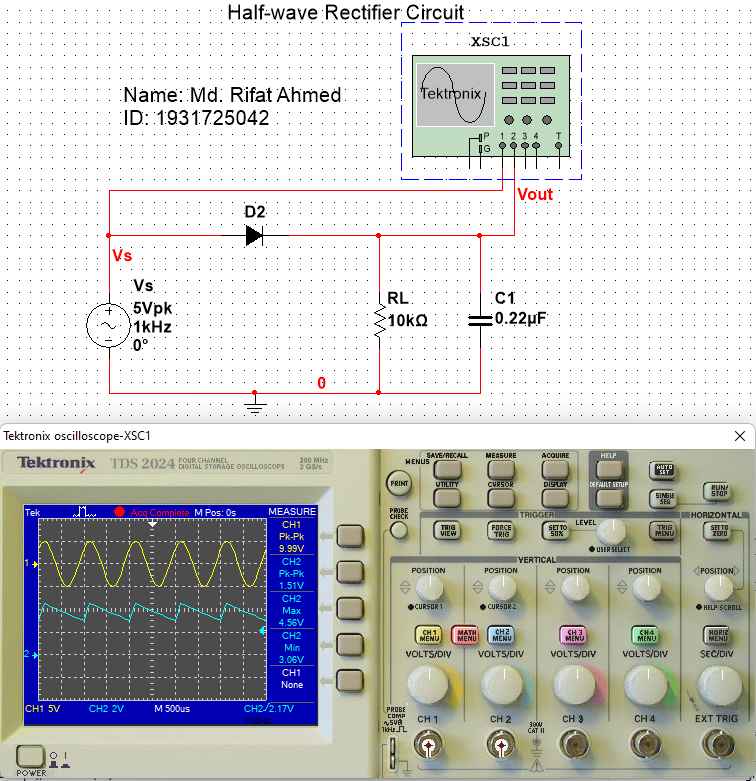 Half-wave Rectifier Circuit
XSC1
Name: Md. Rifat Ahmed
ID: 1931725042
Tektronix
P
G
1 2 3 4 T
Vout
D2
Vs
Vs
5Vpk
1kHz
0°
RL
10kΩ
C1
0.22µF
0
Tektronix oscilloscope-XSC1
Tektronix TDS 2024 FOUR CHANNEL
DIGITAL STORAGE OSCILLOSCOPE
200 MHz
2 GS/s
Tek Acq Complete M Pos: 0s MEASURE
CH1
Pk-Pk
9.99V
CH2
Pk-Pk
1.51V
CH2
Max
4.56V
CH2
Min
3.06V
CH1
None
1
2
CH1 5V CH2 2V M 500us CH2/2.17V
POWER
MENUS
SAVE/RECALL MEASURE ACQUIRE
UTILITY CURSOR DISPLAY
HELP
DEFAULT SETUP
AUTO
SET
SINGLE
SEQ
RUN/
STOP
PRINT
PROBE
CHECK
TRIGGER
TRIG
VIEW
FORCE
TRIG
SET TO
50%
LEVEL
USER SELECT
TRIG
MENU
HORIZONTAL
SET TO
ZERO
VERTICAL
POSITION POSITION POSITION POSITION POSITION
CURSOR 1 CURSOR 2 HELP SCROLL
CH 1
MENU
MATH
MENU
CH 2
MENU
CH 3
MENU
CH 4
MENU
HORIZ
MENU
VOLTS/DIV VOLTS/DIV VOLTS/DIV VOLTS/DIV SEC/DIV
PROBE
COMP
~5V
1kHz
CH 1 CH 2 CH 3 CH 4 EXT TRIG
300V
CAT II